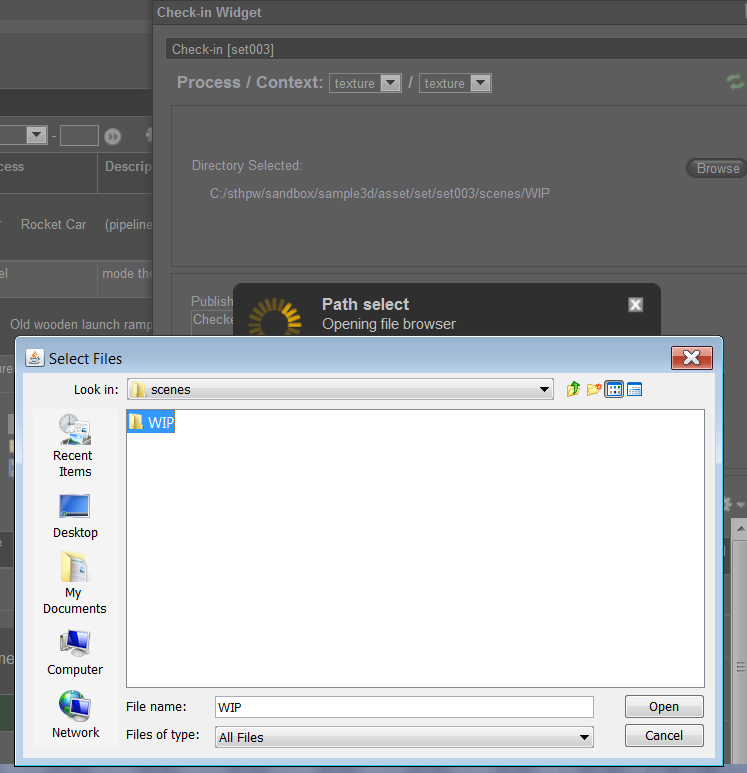 Check-in Widget
Check-in [set003]
Process / Context: texture / texture
-
cess Descrip
Directory Selected:
Browse
C:/sthpw/sandbox/sample3d/asset/set/set003/scenes/WIP
Rocket Car (pipeline
el mode the
Publish
Checke
Old wooden launch ramp
Path select
Opening file browser
Select Files
Look in: scenes
WIP
Recent
Items
Desktop
My
Documents
Computer
Network
File name: WIP Open
Files of type: All Files Cancel